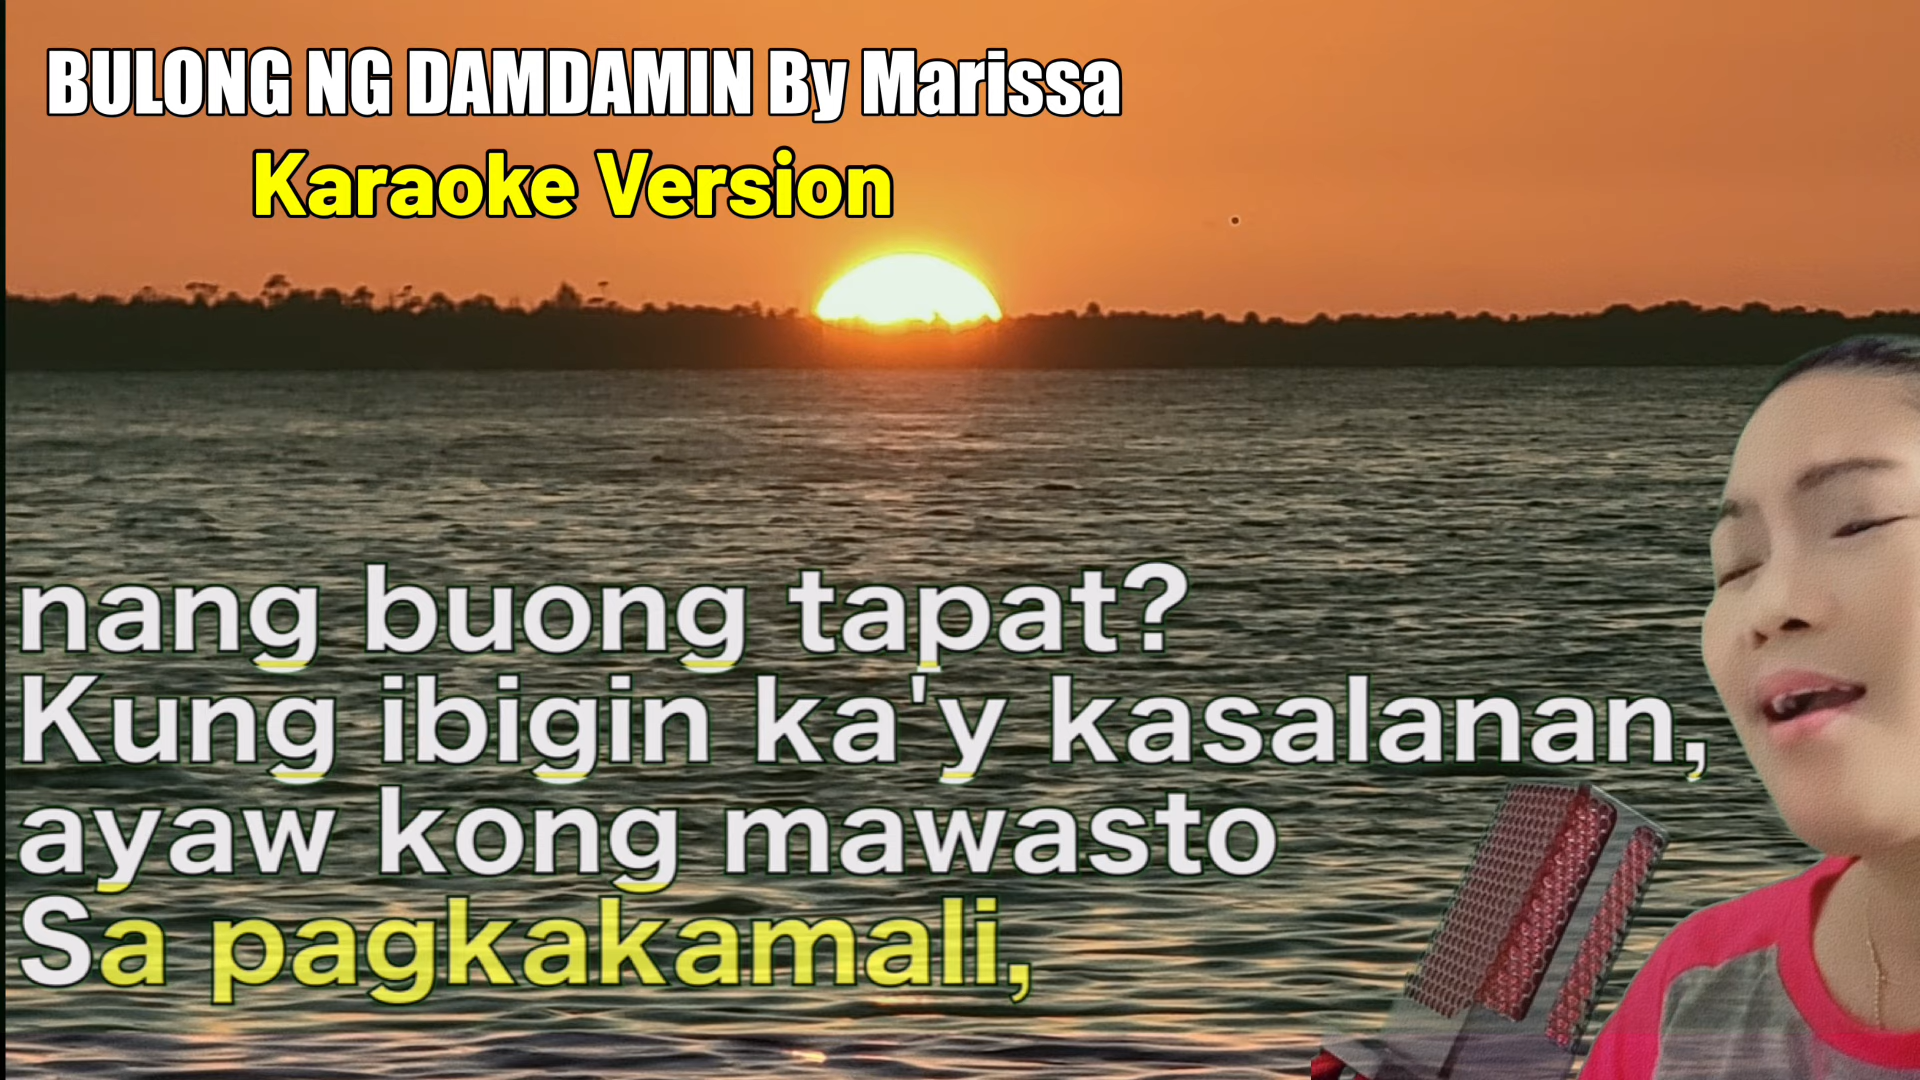 BULONG NG DAMDAMIN By Marissa
Karaoke Version
nang buong tapat?
Kung ibigin ka'y kasalanan,
ayaw kong mawasto
Sa pagkakamali,